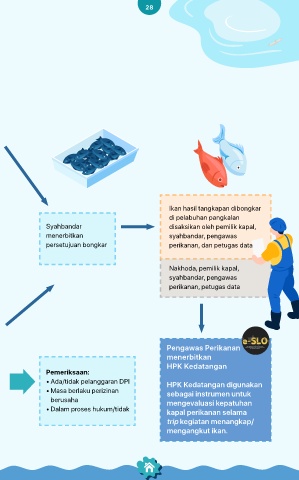 28
Syahbandar
menerbitkan
persetujuan bongkar
Ikan hasil tangkapan dibongkar
di pelabuhan pangkalan
disaksikan oleh pemilik kapal,
syahbandar, pengawas
perikanan, dan petugas data
Nakhoda, pemilik kapal,
syahbandar, pengawas
perikanan, petugas data
Pemeriksaan:
• Ada/tidak pelanggaran DPI
• Masa berlaku perizinan
berusaha
• Dalam proses hukum/tidak
e-SLO
Pengawas Perikanan
menerbitkan
HPK Kedatangan
HPK Kedatangan digunakan
sebagai instrumen untuk
mengevaluasi kepatuhan
kapal perikanan selama
trip kegiatan menangkap/
mengangkut ikan.